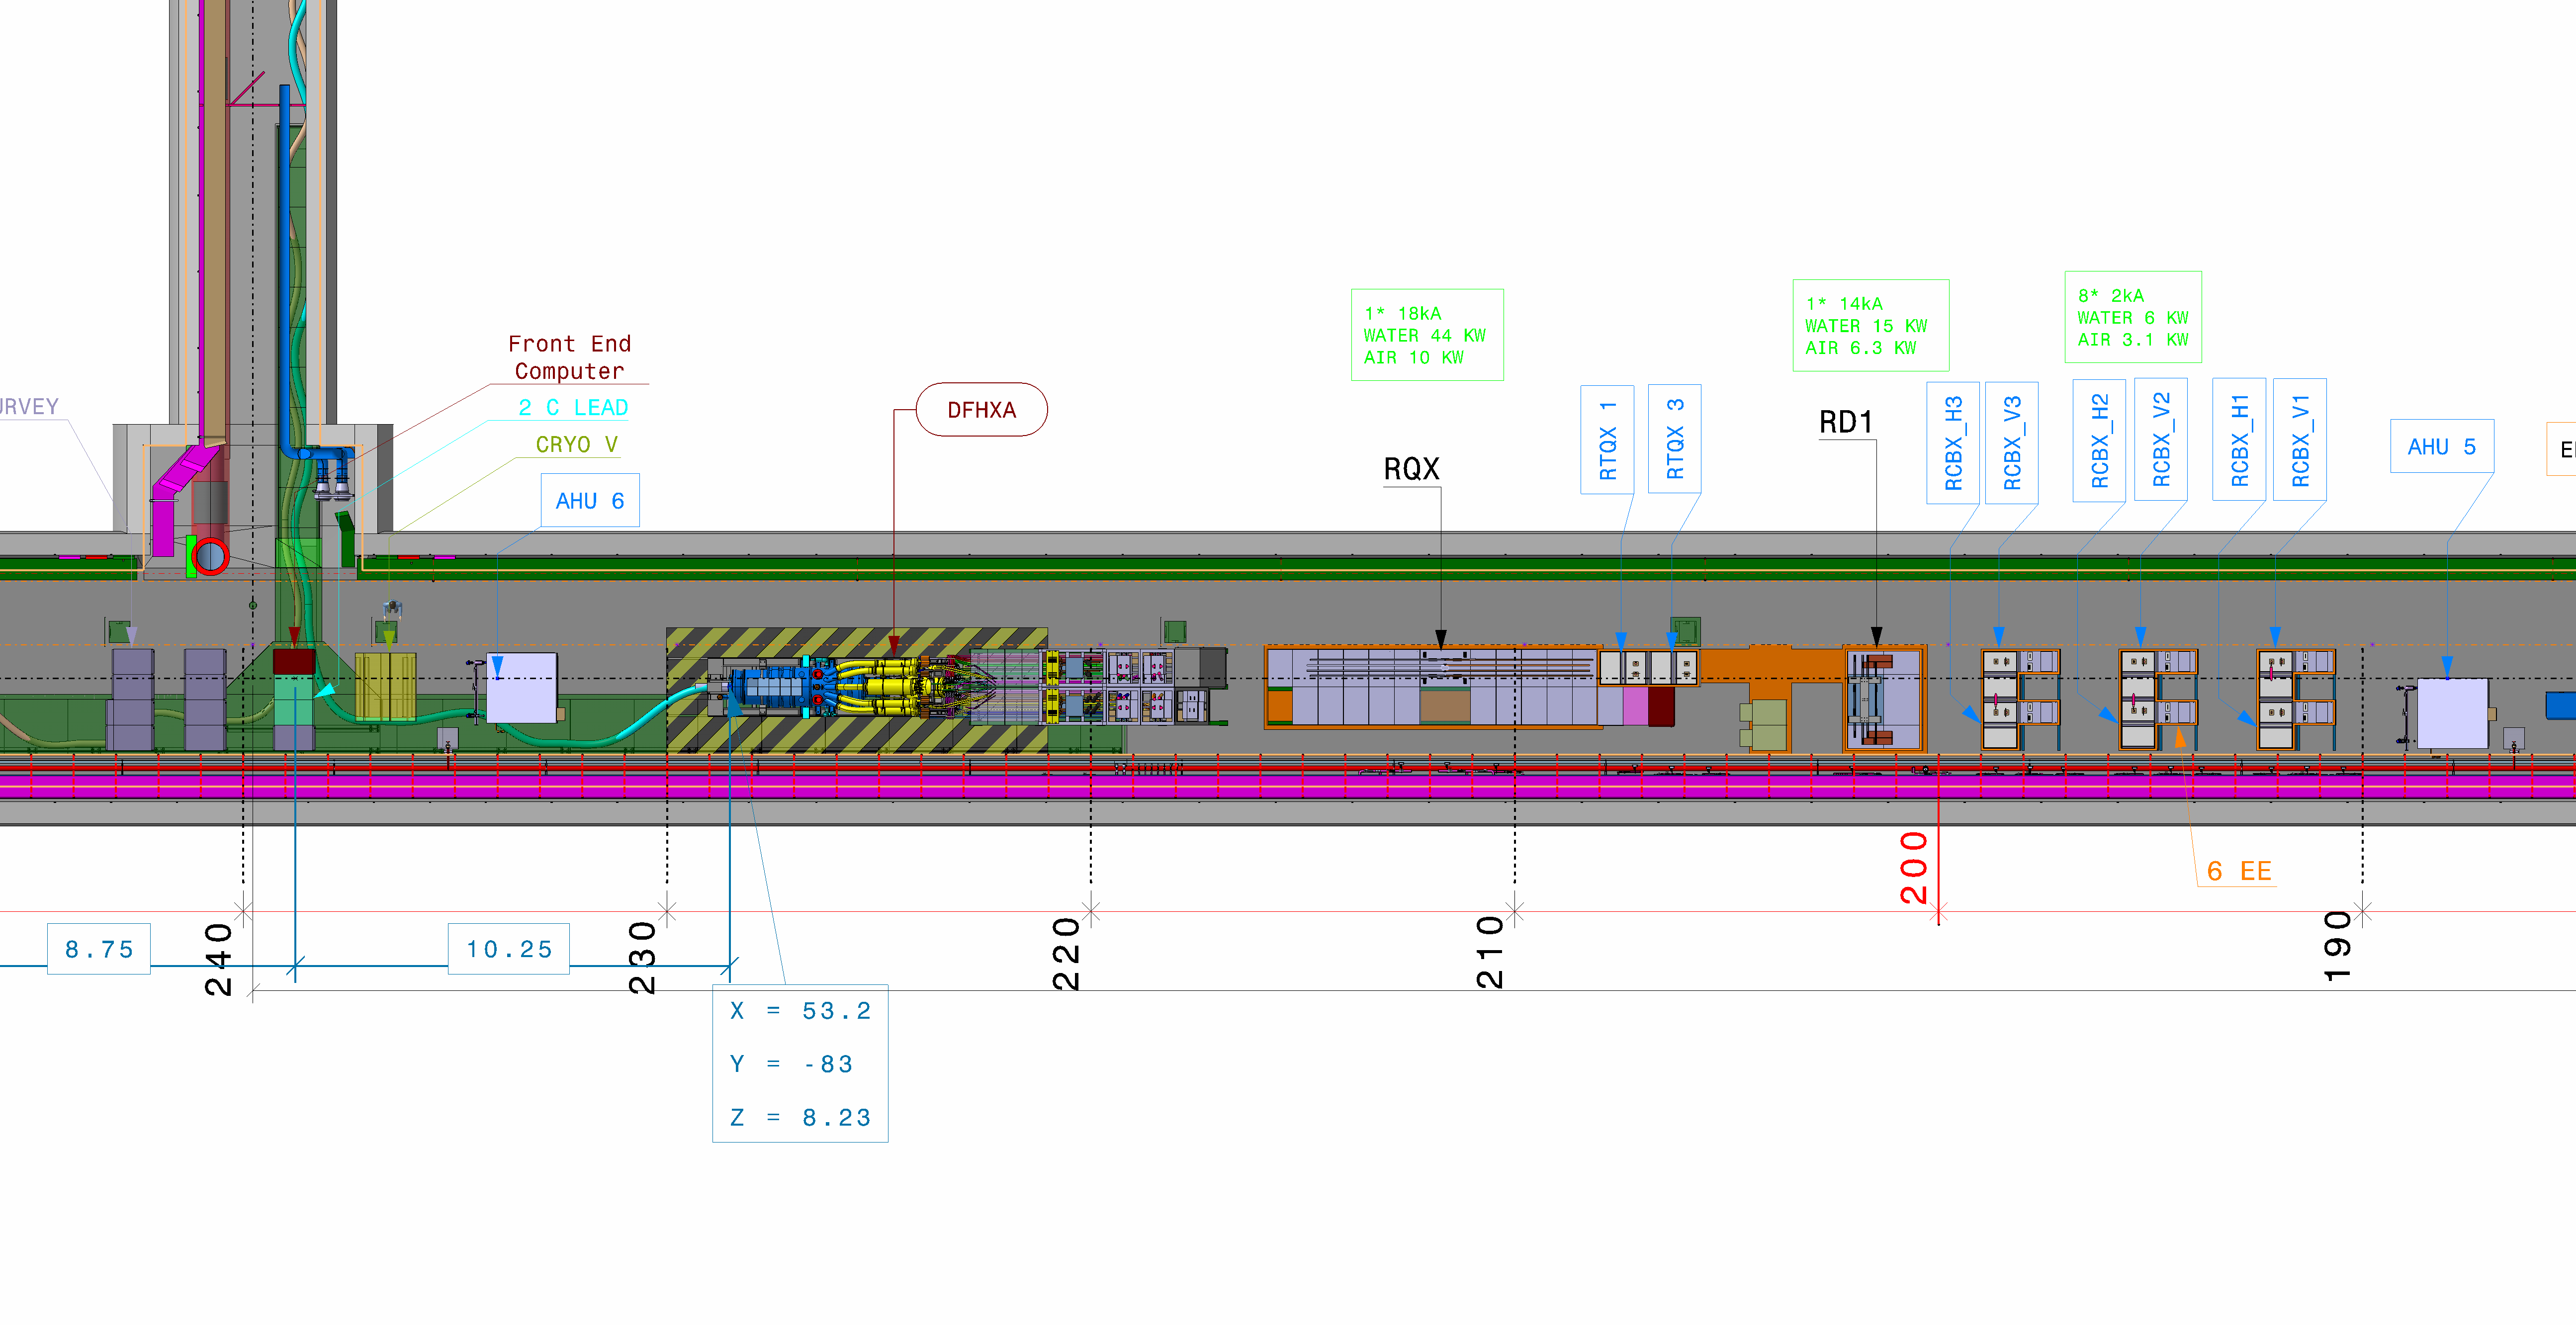 1* 18kA
WATER 44 KW
AIR 10 KW
1* 14kA
WATER 15 KW
AIR 6.3 KW
8* 2kA
WATER 6 KW
AIR 3.1 KW
Front End
Computer
URVEY
2 C LEAD
CRYO V
AHU 6
DFHXA
RQX
RTQX 1
RTQX 3
RD1
RCBX_H3
RCBX_V3
RCBX_H2
RCBX_V2
RCBX_H1
RCBX_V1
AHU 5
6 EE
8.75
240
10.25
230
220
210
200
190
X = 53.2
Y = -83
Z = 8.23